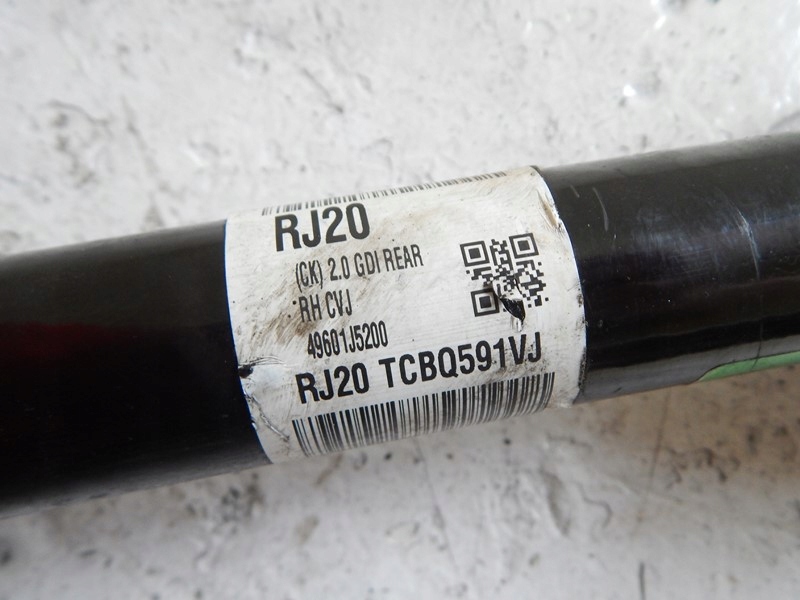 RJ20
(CK) 2.0 GDI REAR
RH CVJ
49601J5200
RJ20 TCBQ591VJ